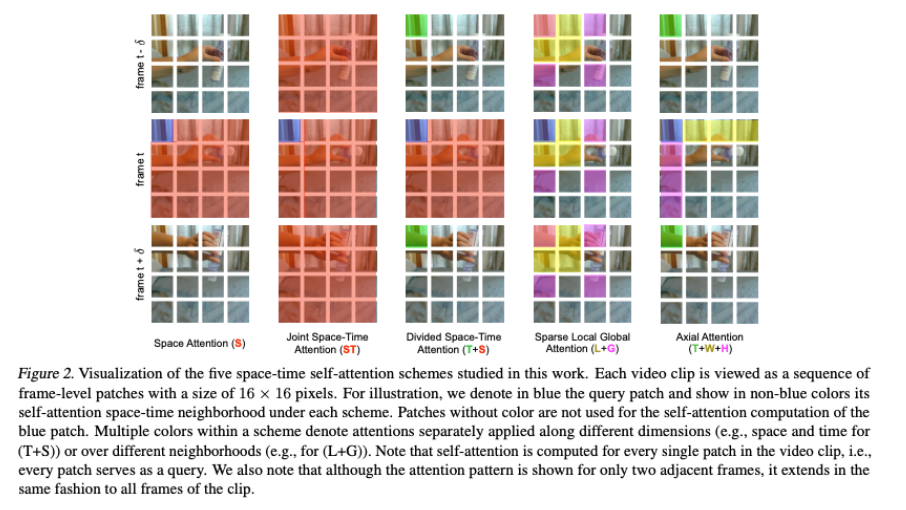 frame t - δ
frame t
frame t + δ
Space Attention (S)
Joint Space-Time
Attention (ST)
Divided Space-Time
Attention (T+S)
Sparse Local Global
Attention (L+G)
Axial Attention
(T+W+H)
Figure 2. Visualization of the five space-time self-attention schemes studied in this work. Each video clip is viewed as a sequence of
frame-level patches with a size of 16 × 16 pixels. For illustration, we denote in blue the query patch and show in non-blue colors its
self-attention space-time neighborhood under each scheme. Patches without color are not used for the self-attention computation of the
blue patch. Multiple colors within a scheme denote attentions separately applied along different dimensions (e.g., space and time for
(T+S)) or over different neighborhoods (e.g., for (L+G)). Note that self-attention is computed for every single patch in the video clip, i.e.,
every patch serves as a query. We also note that although the attention pattern is shown for only two adjacent frames, it extends in the
same fashion to all frames of the clip.